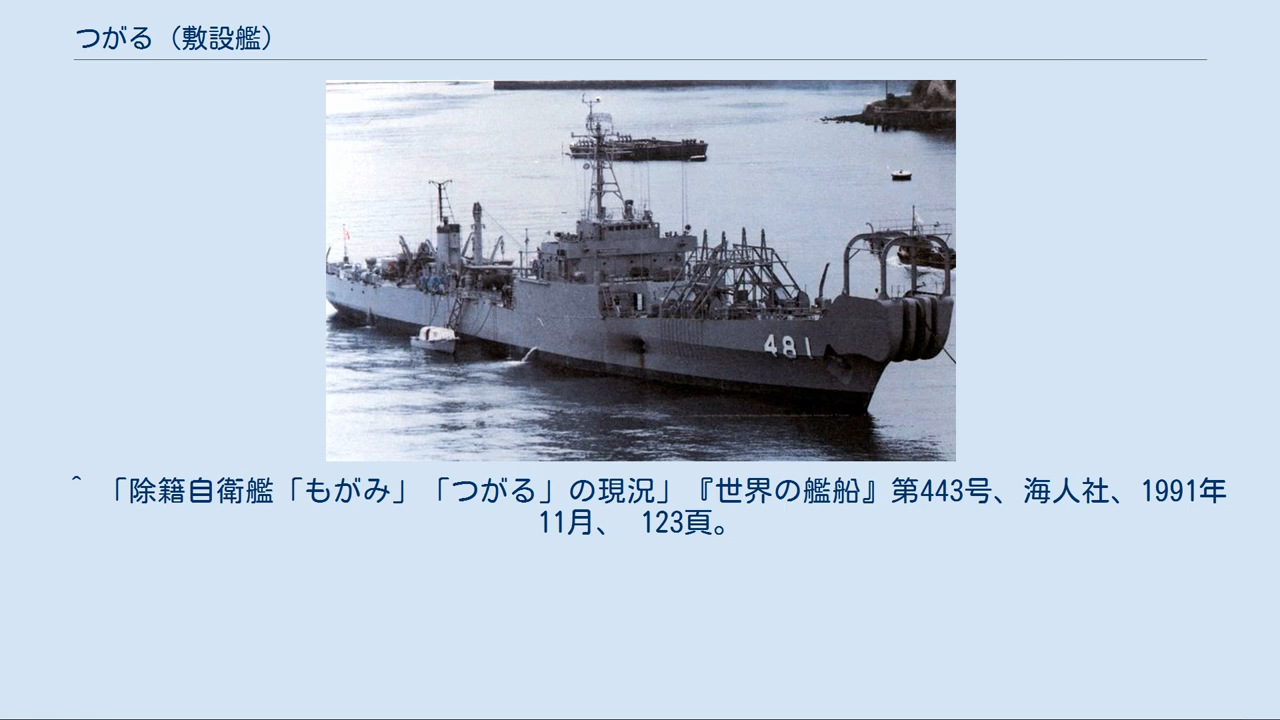 つがる（敷設艦）
481
^ 「除籍自衛艦「もがみ」「つがる」の現況」『世界の艦船』第443号、海人社、1991年
11月、 123頁。